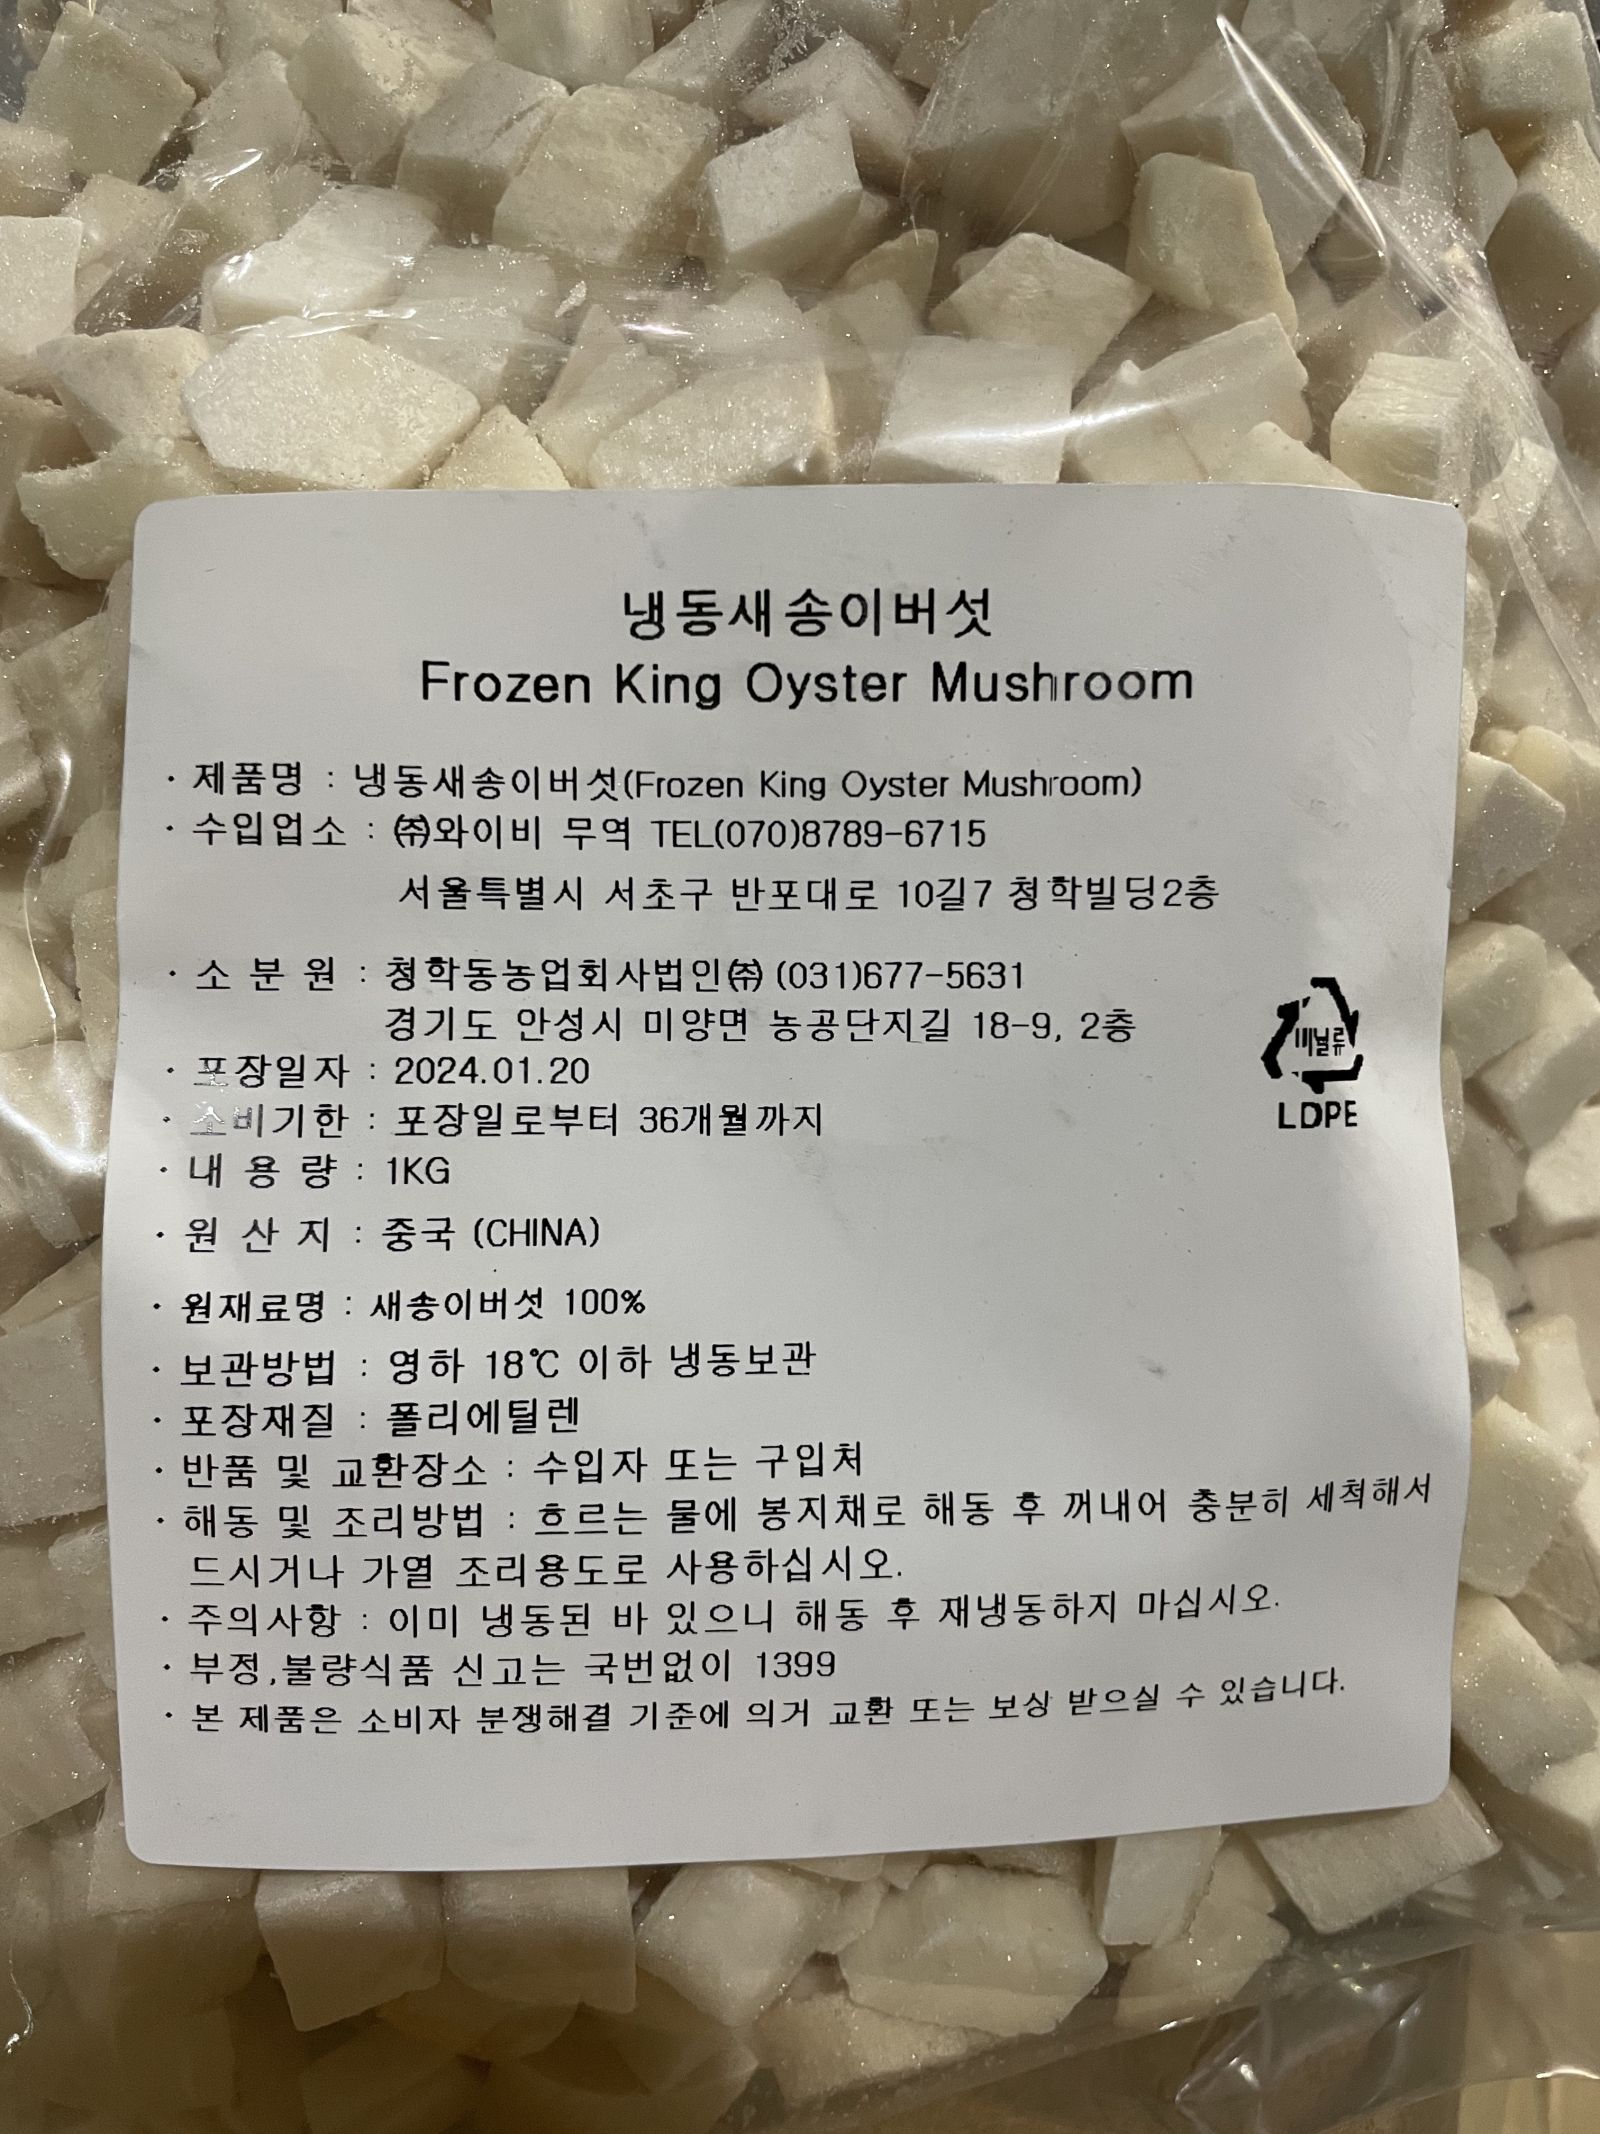 냉동새송이버섯
Frozen King Oyster Mushroom
· 제품명 : 냉동새송이버섯(Frozen King Oyster Mushroom)
· 수입업소 : ㈜와이비 무역 TEL(070)8789-6715
서울특별시 서초구 반포대로 10길7 청학빌딩2층
· 소 분 원 : 청학동농업회사법인㈜ (031)677-5631
경기도 안성시 미양면 농공단지길 18-9, 2층
· 포장일자 : 2024.01.20
· 소비기한 : 포장일로부터 36개월까지
· 내 용 량 : 1KG
비닐류
LDPE
· 원 산 지 : 중국 (CHINA)
· 원재료명 : 새송이버섯 100%
· 보관방법 : 영하 18℃ 이하 냉동보관
· 포장재질 : 폴리에틸렌
· 반품 및 교환장소 : 수입자 또는 구입처
· 해동 및 조리방법 : 흐르는 물에 봉지채로 해동 후 꺼내어 충분히 세척해서
드시거나 가열 조리용도로 사용하십시오.
· 주의사항 : 이미 냉동된 바 있으니 해동 후 재냉동하지 마십시오.
· 부정,불량식품 신고는 국번없이 1399
· 본 제품은 소비자 분쟁해결 기준에 의거 교환 또는 보상 받으실 수 있습니다.